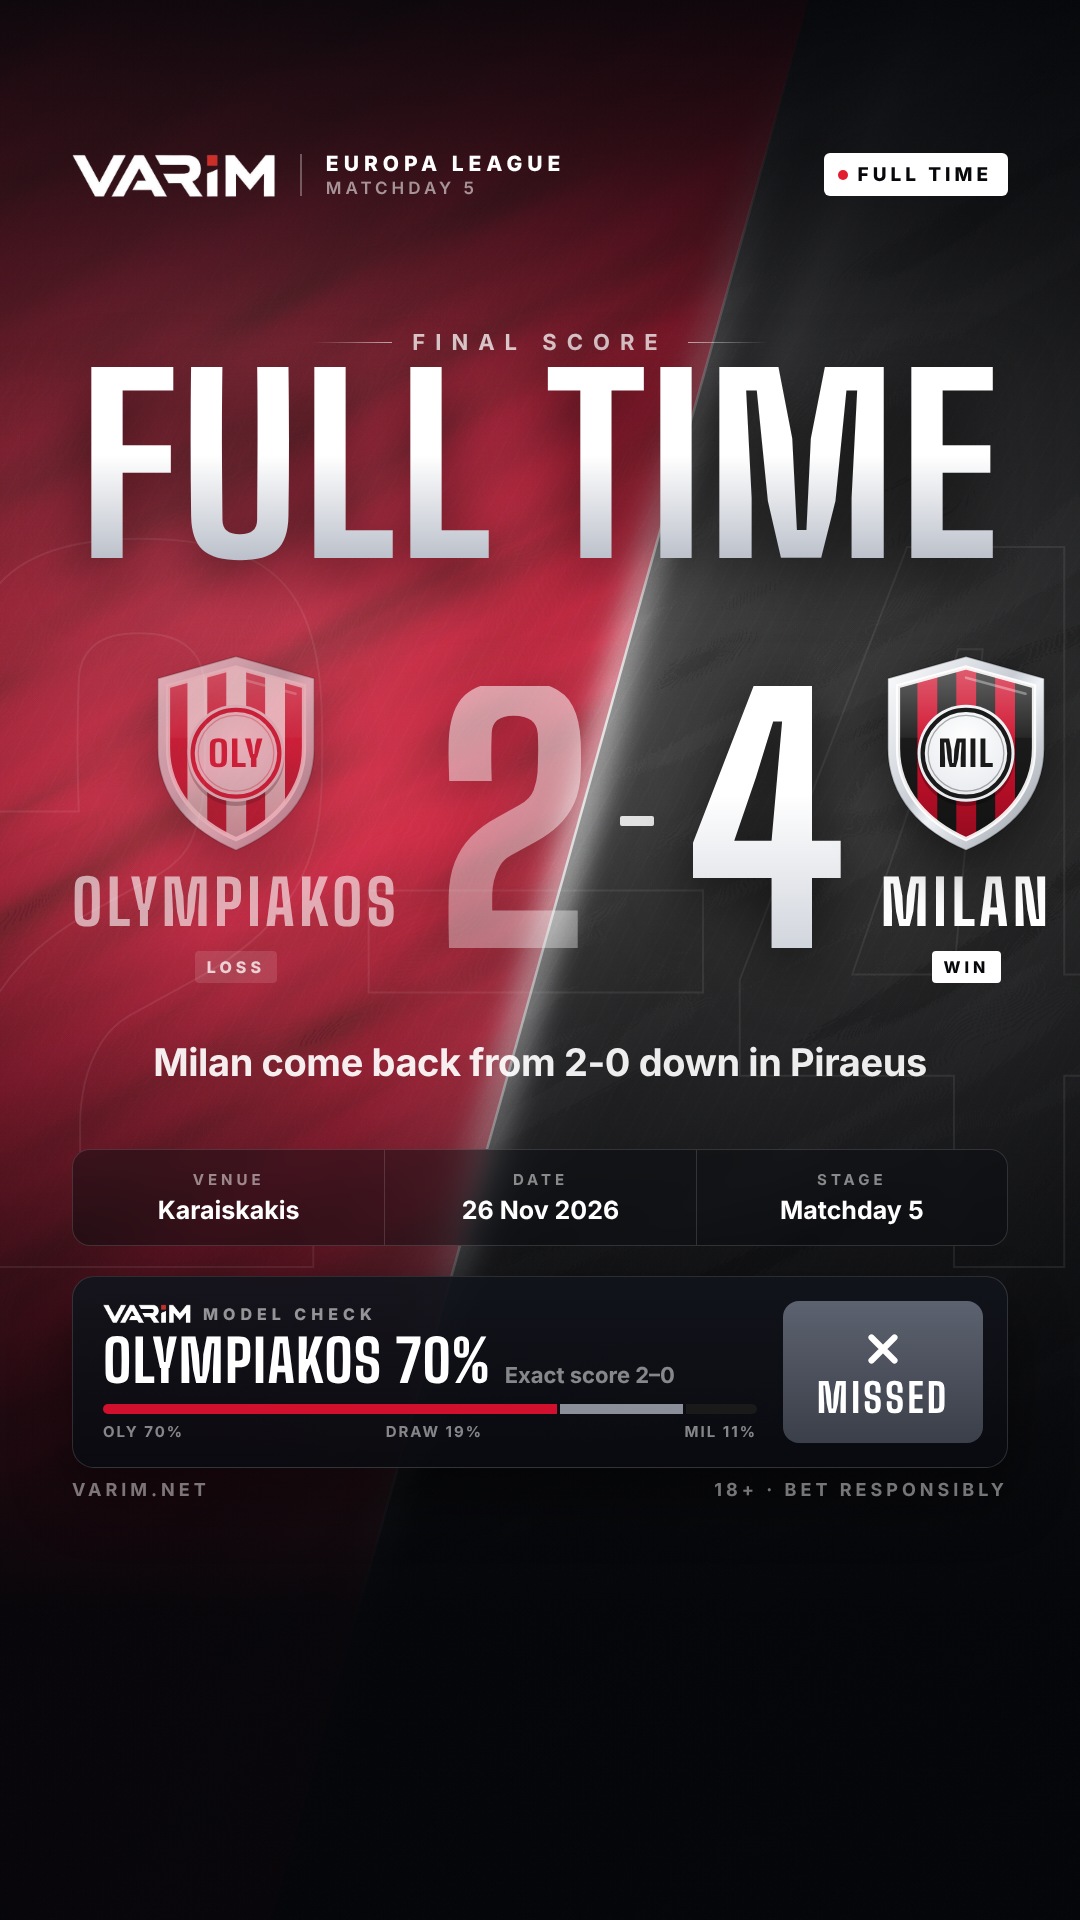 VARiM
EUROPA LEAGUE
MATCHDAY 5
FULL TIME
FINAL SCORE
FULL TIME
OLY
2-4
MIL
OLYMPIAKOS
MILAN
LOSS
WIN
Milan come back from 2-0 down in Piraeus
VENUE
Karaiskakis
DATE
26 Nov 2026
STAGE
Matchday 5
VARiM MODEL CHECK
OLYMPIAKOS 70% Exact score 2–0
OLY 70% DRAW 19% MIL 11%
MISSED
VARIM.NET
18+ · BET RESPONSIBLY